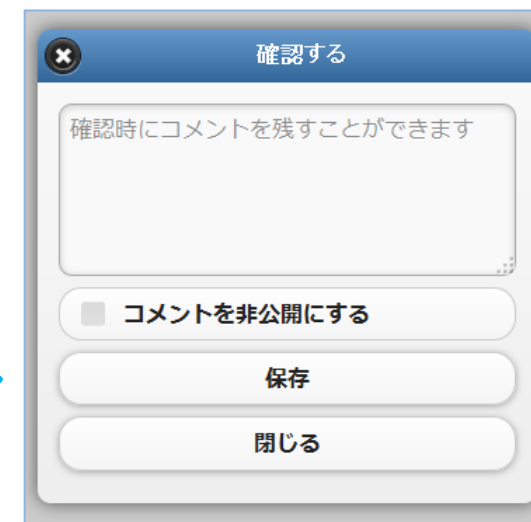 確認する
確認時にコメントを残すことができます
コメントを非公開にする
保存
閉じる